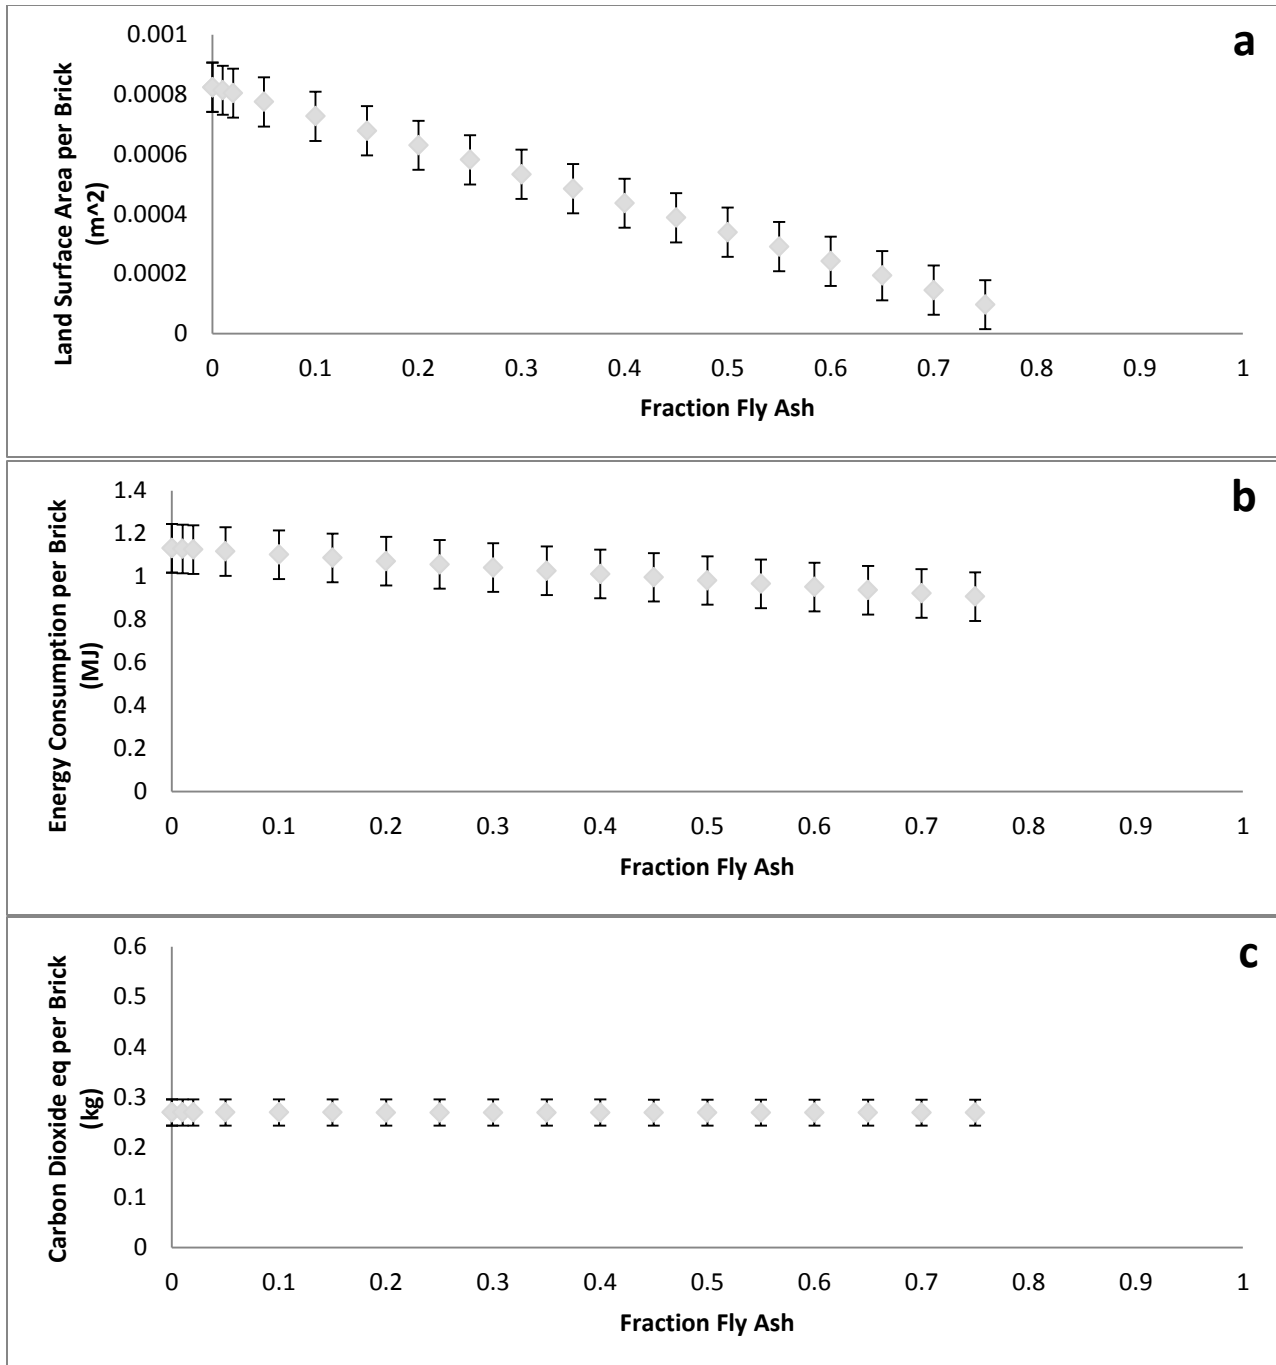 a
Land Surface Area per Brick
(m^2)
0.001
0.0008
0.0006
0.0004
0.0002
0
0 0.1 0.2 0.3 0.4 0.5 0.6 0.7 0.8 0.9 1
Fraction Fly Ash
b
Energy Consumption per Brick
(MJ)
1.4
1.2
1
0.8
0.6
0.4
0.2
0
0 0.1 0.2 0.3 0.4 0.5 0.6 0.7 0.8 0.9 1
Fraction Fly Ash
c
Carbon Dioxide eq per Brick
(kg)
0.6
0.5
0.4
0.3
0.2
0.1
0
0 0.1 0.2 0.3 0.4 0.5 0.6 0.7 0.8 0.9 1
Fraction Fly Ash